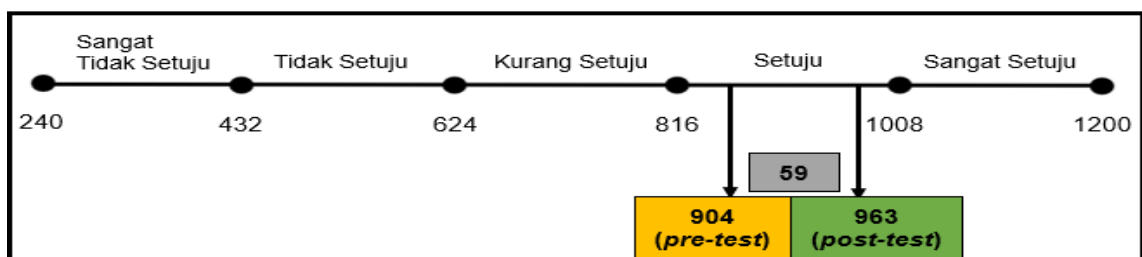 Sangat
Tidak Setuju
Tidak Setuju
Kurang Setuju
Setuju
Sangat Setuju
240
432
624
816
1008
1200
59
904
(pre-test)
963
(post-test)